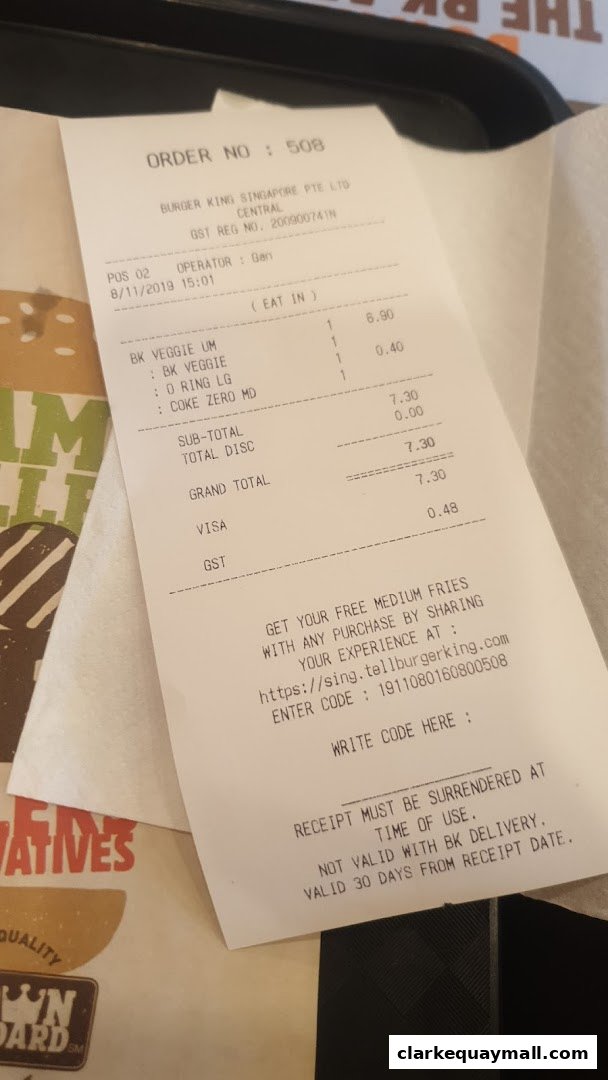 THE BK
ORDER NO : 508
BURGER KING SINGAPORE PTE LTD
CENTRAL
GST REG NO. 200900741N
POS 02 OPERATOR : Gan
8/11/2019 15:01
( EAT IN )
BK VEGGIE UM 1 6.90
: BK VEGGIE 1
: O RING LG 1 0.40
: COKE ZERO MD 1
SUB-TOTAL 7.30
TOTAL DISC 0.00
GRAND TOTAL 7.30
VISA 7.30
GST 0.48
GET YOUR FREE MEDIUM FRIES
WITH ANY PURCHASE BY SHARING
YOUR EXPERIENCE AT :
https://sing.tellburgerking.com
ENTER CODE : 1911080160800508
WRITE CODE HERE :
RECEIPT MUST BE SURRENDERED AT
TIME OF USE.
NOT VALID WITH BK DELIVERY.
VALID 30 DAYS FROM RECEIPT DATE.
QUALITY
clarkequaymall.com